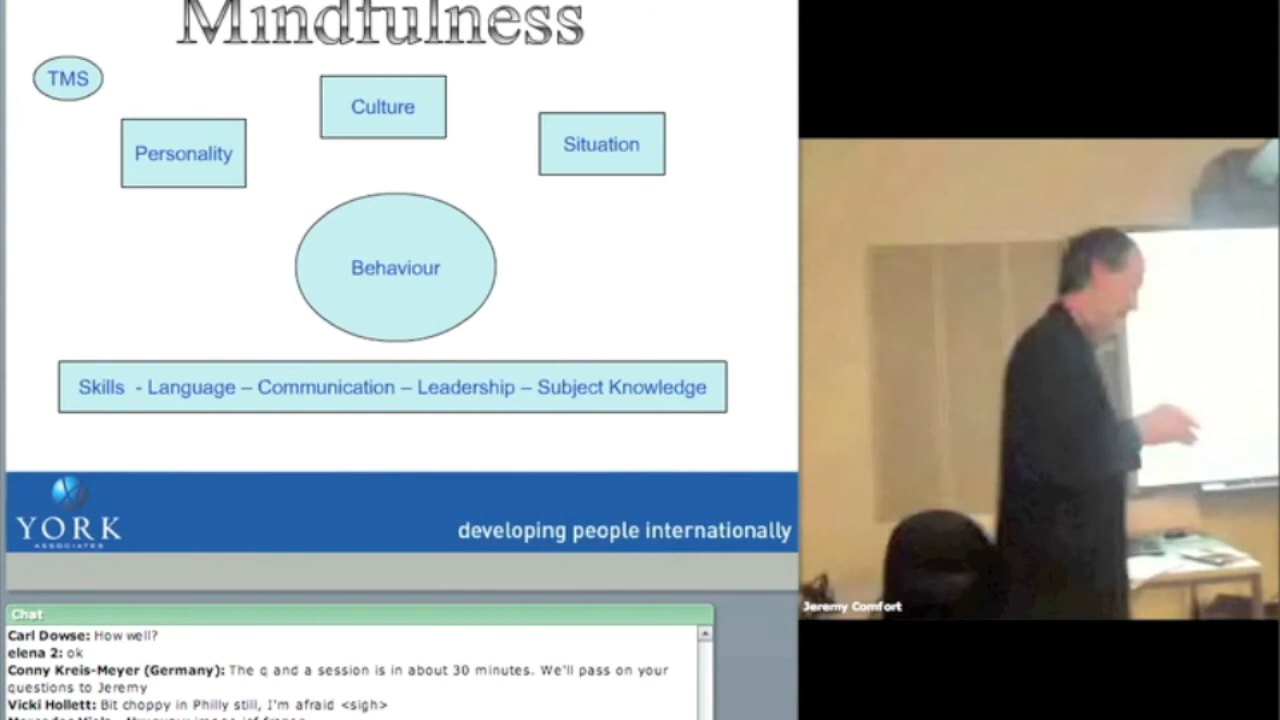 Mindfulness
TMS
Culture
Situation
Personality
Behaviour
Skills - Language – Communication – Leadership – Subject Knowledge
YORK
ASSOCIATES
developing people internationally
Jeremy Comfort
Chat
Carl Dowse: How well?
elena 2: ok
Conny Kreis-Meyer (Germany): The q and a session is in about 30 minutes. We'll pass on your
questions to Jeremy
Vicki Hollett: Bit choppy in Philly still, I'm afraid <sigh>